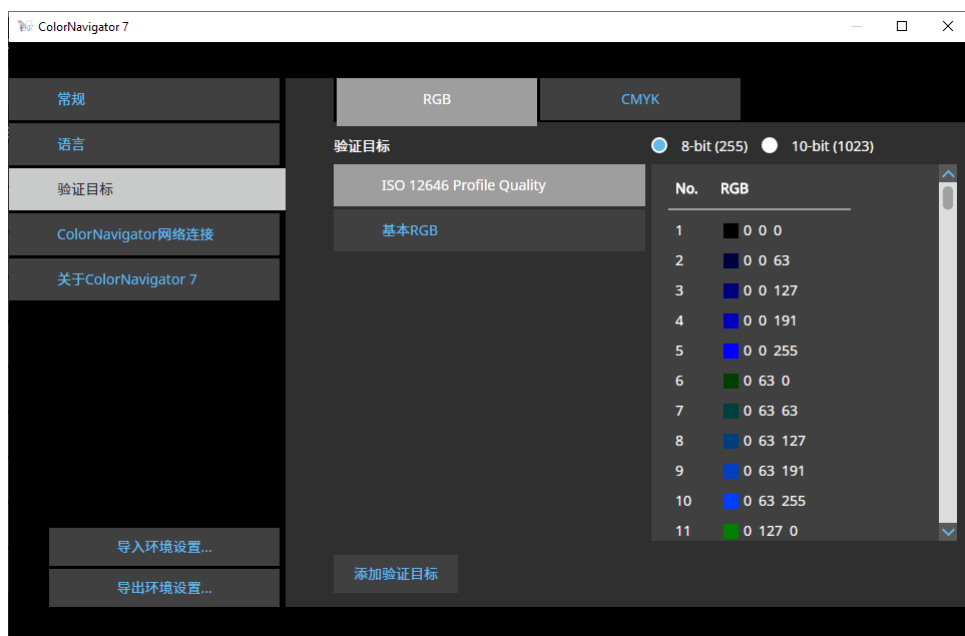 ColorNavigator 7
常规
语言
验证目标
ColorNavigator网络连接
关于ColorNavigator 7
导入环境设置...
导出环境设置...
RGB
CMYK
验证目标
8-bit (255)
10-bit (1023)
ISO 12646 Profile Quality
基本RGB
No. RGB
1 0 0 0
2 0 0 63
3 0 0 127
4 0 0 191
5 0 0 255
6 0 63 0
7 0 63 63
8 0 63 127
9 0 63 191
10 0 63 255
11 0 127 0
添加验证目标